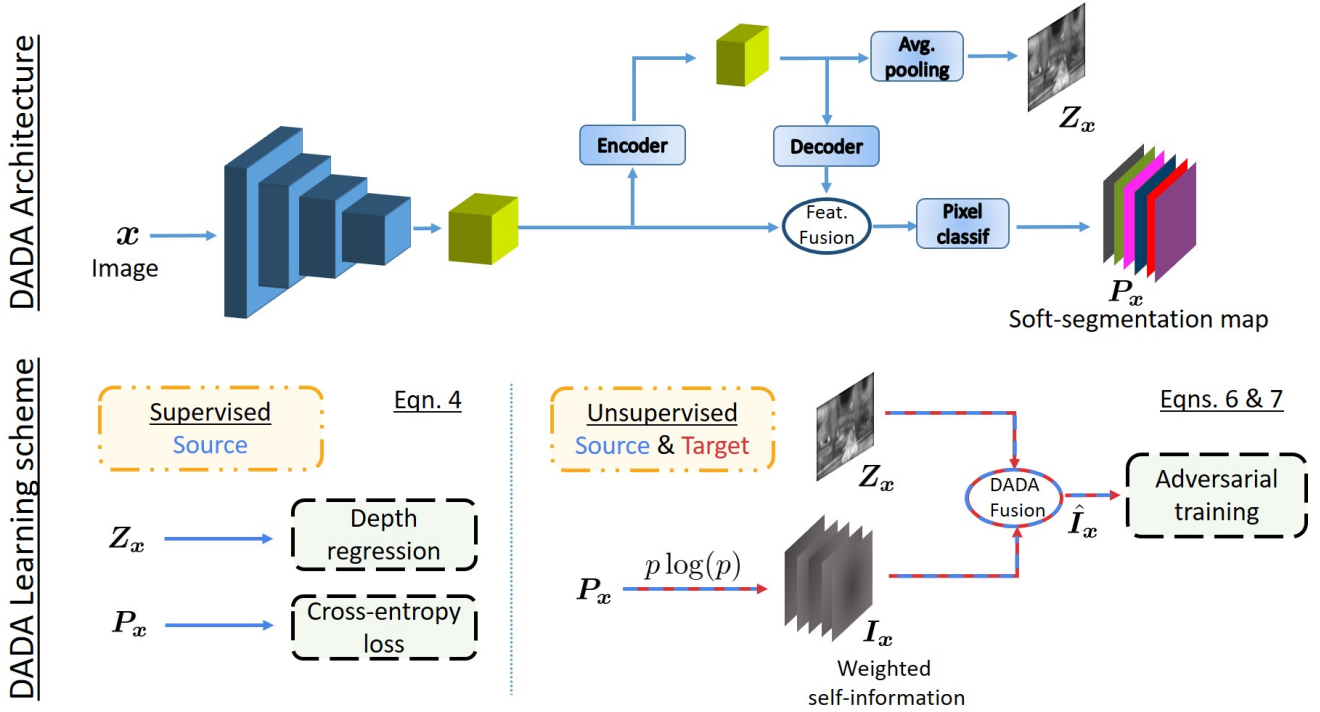 DADA Architecture
x
Image
Encoder
Avg.
pooling
Decoder
Feat.
Fusion
Pixel
classif
Z_x
P_x
Soft-segmentation map
DADA Learning scheme
Supervised
Source
Eqn. 4
Z_x
Depth
regression
P_x
Cross-entropy
loss
Unsupervised
Source & Target
Eqns. 6 & 7
Z_x
DADA
Fusion
Î_x
Adversarial
training
P_x
p log(p)
I_x
Weighted
self-information